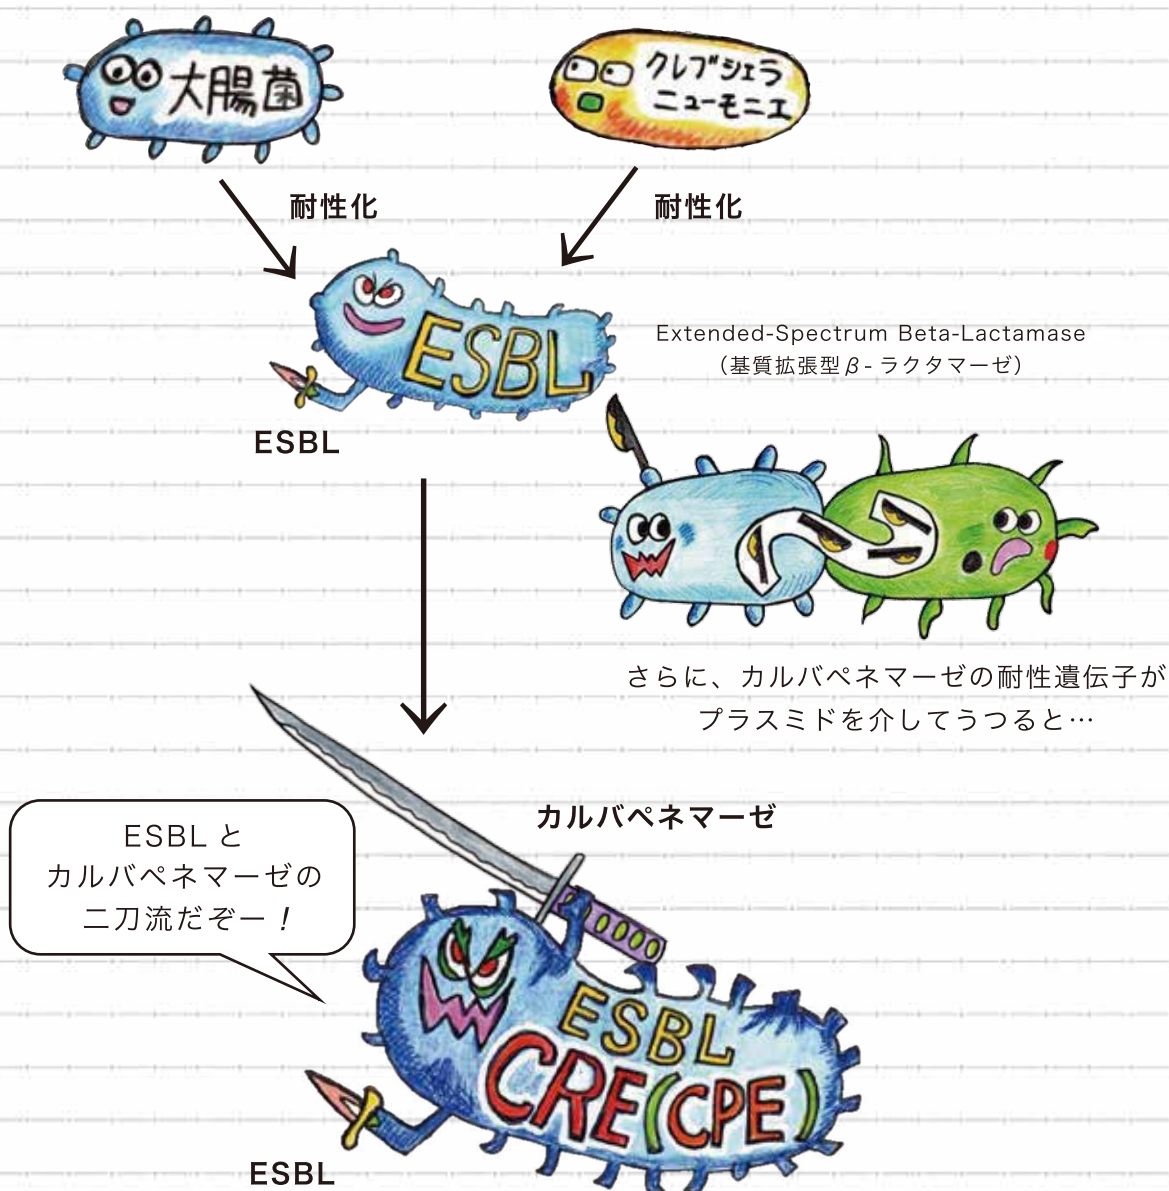 大腸菌
クレブシェラ
ニューモニエ
耐性化
耐性化
ESBL
Extended-Spectrum Beta-Lactamase
（基質拡張型β-ラクタマーゼ）
ESBL
さらに、カルバペネマーゼの耐性遺伝子が
プラスミドを介してうつると…
カルバペネマーゼ
ESBLと
カルバペネマーゼの
二刀流だぞー！
ESBL
CRE(CPE)
ESBL